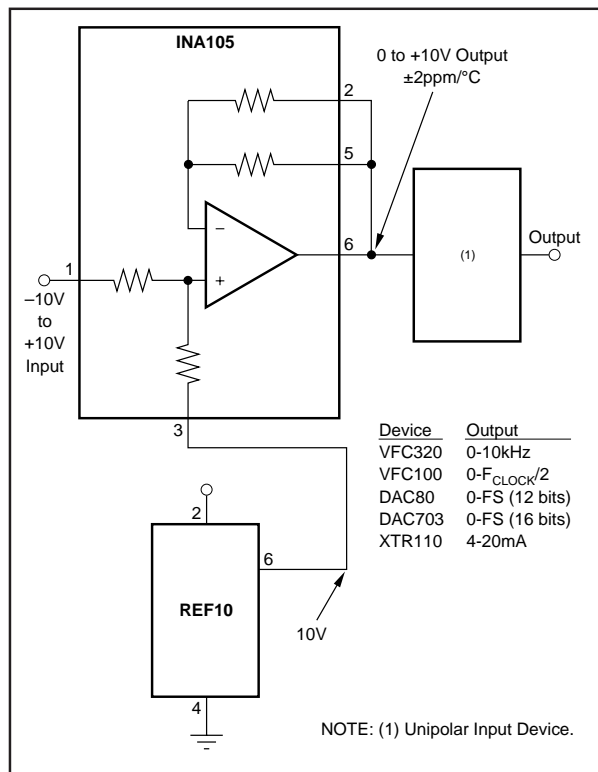 INA105
0 to +10V Output
±2ppm/°C
2
5
6
−
+
1
–10V
to
+10V
Input
(1)
Output
3
Device Output
VFC320 0-10kHz
VFC100 0-FCLOCK/2
DAC80 0-FS (12 bits)
DAC703 0-FS (16 bits)
XTR110 4-20mA
2
6
REF10
10V
4
NOTE: (1) Unipolar Input Device.